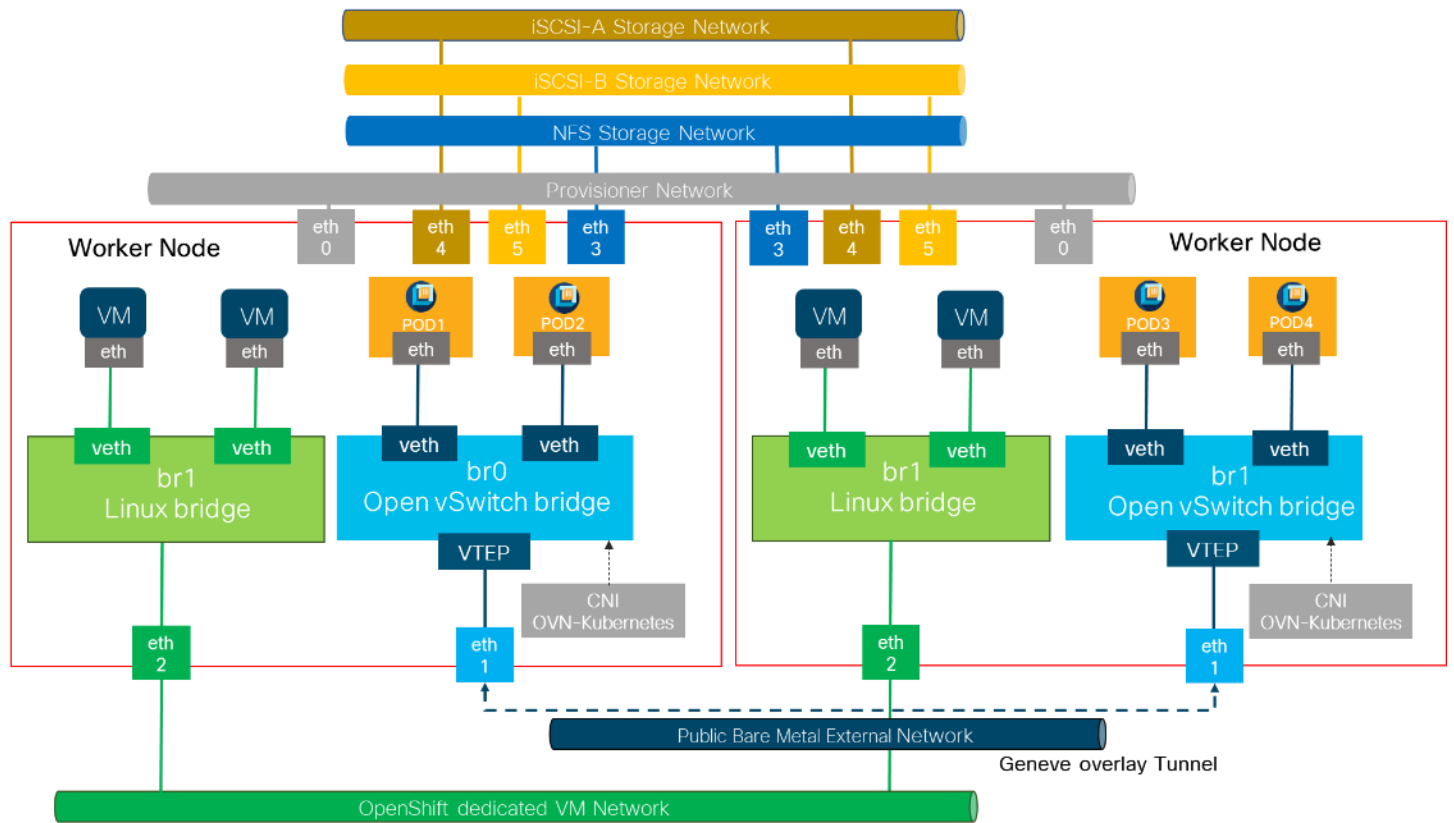 iSCSI-A Storage Network
iSCSI-B Storage Network
NFS Storage Network
Provisioner Network
eth
0
eth
4
eth
5
eth
3
eth
3
eth
4
eth
5
eth
0
Worker Node
Worker Node
VM
eth
VM
eth
POD1
eth
POD2
eth
VM
eth
VM
eth
POD3
eth
POD4
eth
veth
veth
br1
Linux bridge
veth
veth
br0
Open vSwitch bridge
veth
veth
br1
Linux bridge
veth
veth
br1
Open vSwitch bridge
VTEP
CNI
OVN-Kubernetes
VTEP
CNI
OVN-Kubernetes
eth
2
eth
1
eth
2
eth
1
Public Bare Metal External Network
Geneve overlay Tunnel
OpenShift dedicated VM Network